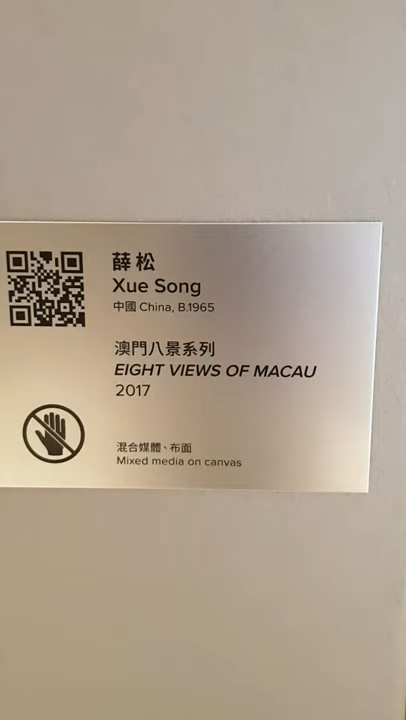 薛松
Xue Song
中國 China, B.1965
澳門八景系列
EIGHT VIEWS OF MACAU
2017
混合媒體、布面
Mixed media on canvas